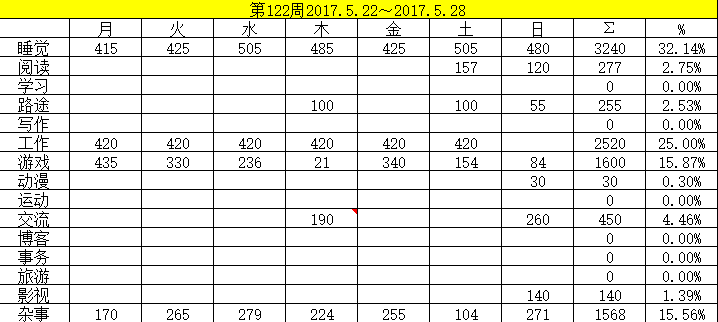 第122周2017.5.22～2017.5.28
月 火 水 木 金 土 日 Σ %
睡觉 415 425 505 485 425 505 480 3240 32.14%
阅读 157 120 277 2.75%
学习 0 0.00%
路途 100 100 55 255 2.53%
写作 0 0.00%
工作 420 420 420 420 420 420 2520 25.00%
游戏 435 330 236 21 340 154 84 1600 15.87%
动漫 30 30 0.30%
运动 0 0.00%
交流 190 260 450 4.46%
博客 0 0.00%
事务 0 0.00%
旅游 0 0.00%
影视 140 140 1.39%
杂事 170 265 279 224 255 104 271 1568 15.56%